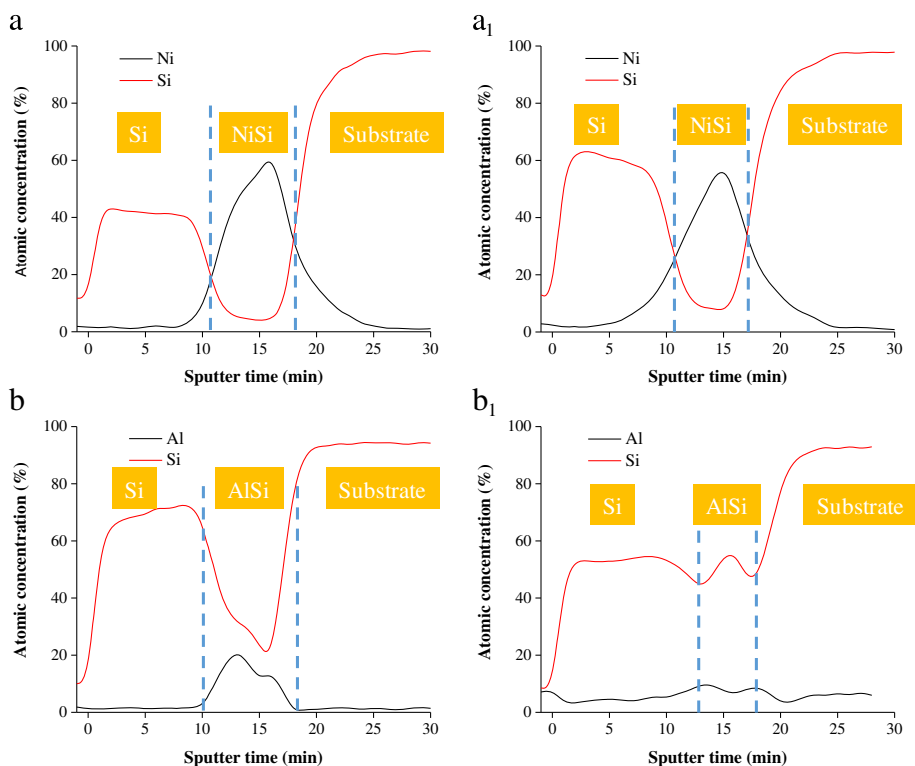 a
100
80
60
40
20
0
Atomic concentration (%)
Ni
Si
Si
NiSi
Substrate
0 5 10 15 20 25 30
Sputter time (min)
a1
100
80
60
40
20
0
Atomic concentration (%)
Ni
Si
Si
NiSi
Substrate
0 5 10 15 20 25 30
Sputter time (min)
b
100
80
60
40
20
0
Atomic concentration (%)
Al
Si
Si
AlSi
Substrate
0 5 10 15 20 25 30
Sputter time (min)
b1
100
80
60
40
20
0
Atomic concentration (%)
Al
Si
Si
AlSi
Substrate
0 5 10 15 20 25 30
Sputter time (min)